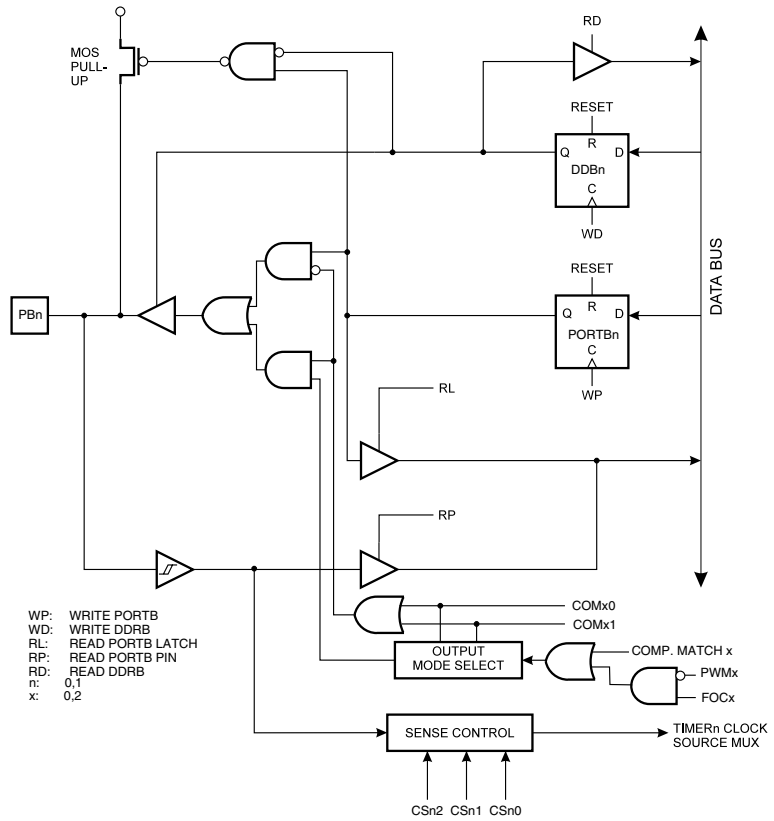 RD
MOS
PULL-
UP
RESET
R
Q
D
DDBn
C
WD
DATA BUS
RESET
R
Q
D
PORTBn
C
WP
PBn
RL
RP
WP: WRITE PORTB
WD: WRITE DDRB
RL: READ PORTB LATCH
RP: READ PORTB PIN
RD: READ DDRB
n: 0,1
x: 0,2
COMx0
COMx1
OUTPUT
MODE SELECT
COMP. MATCH x
PWMx
FOCx
SENSE CONTROL
TIMERn CLOCK
SOURCE MUX
CSn2 CSn1 CSn0